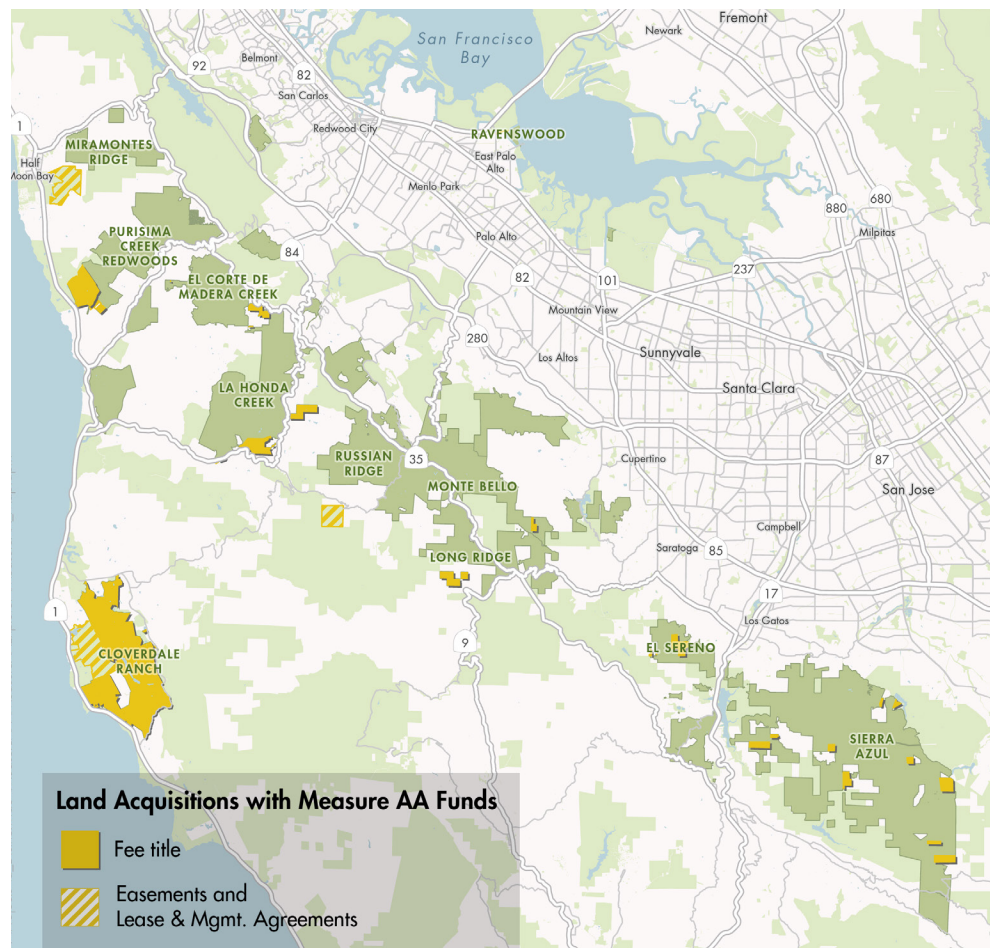 Fremont
Newark
San Francisco
Bay
Belmont
92
82
San Carlos
Redwood City
1
MIRAMONTES
RIDGE
RAVENSWOOD
East Palo
Alto
Half
Moon Bay
Menlo Park
680
880
Milpitas
PURISIMA
CREEK
REDWOODS
Palo Alto
84
237
EL CORTE DE
MADERA CREEK
82
101
Mountain View
280
Sunnyvale
Los Altos
Santa Clara
LA HONDA
CREEK
RUSSIAN
RIDGE
35
Cupertino
87
MONTE BELLO
San Jose
Campbell
Saratoga
85
LONG RIDGE
17
1
Los Gatos
9
EL SEREÑO
CLOVERDALE
RANCH
SIERRA
AZUL
Land Acquisitions with Measure AA Funds
Fee title
Easements and
Lease & Mgmt. Agreements